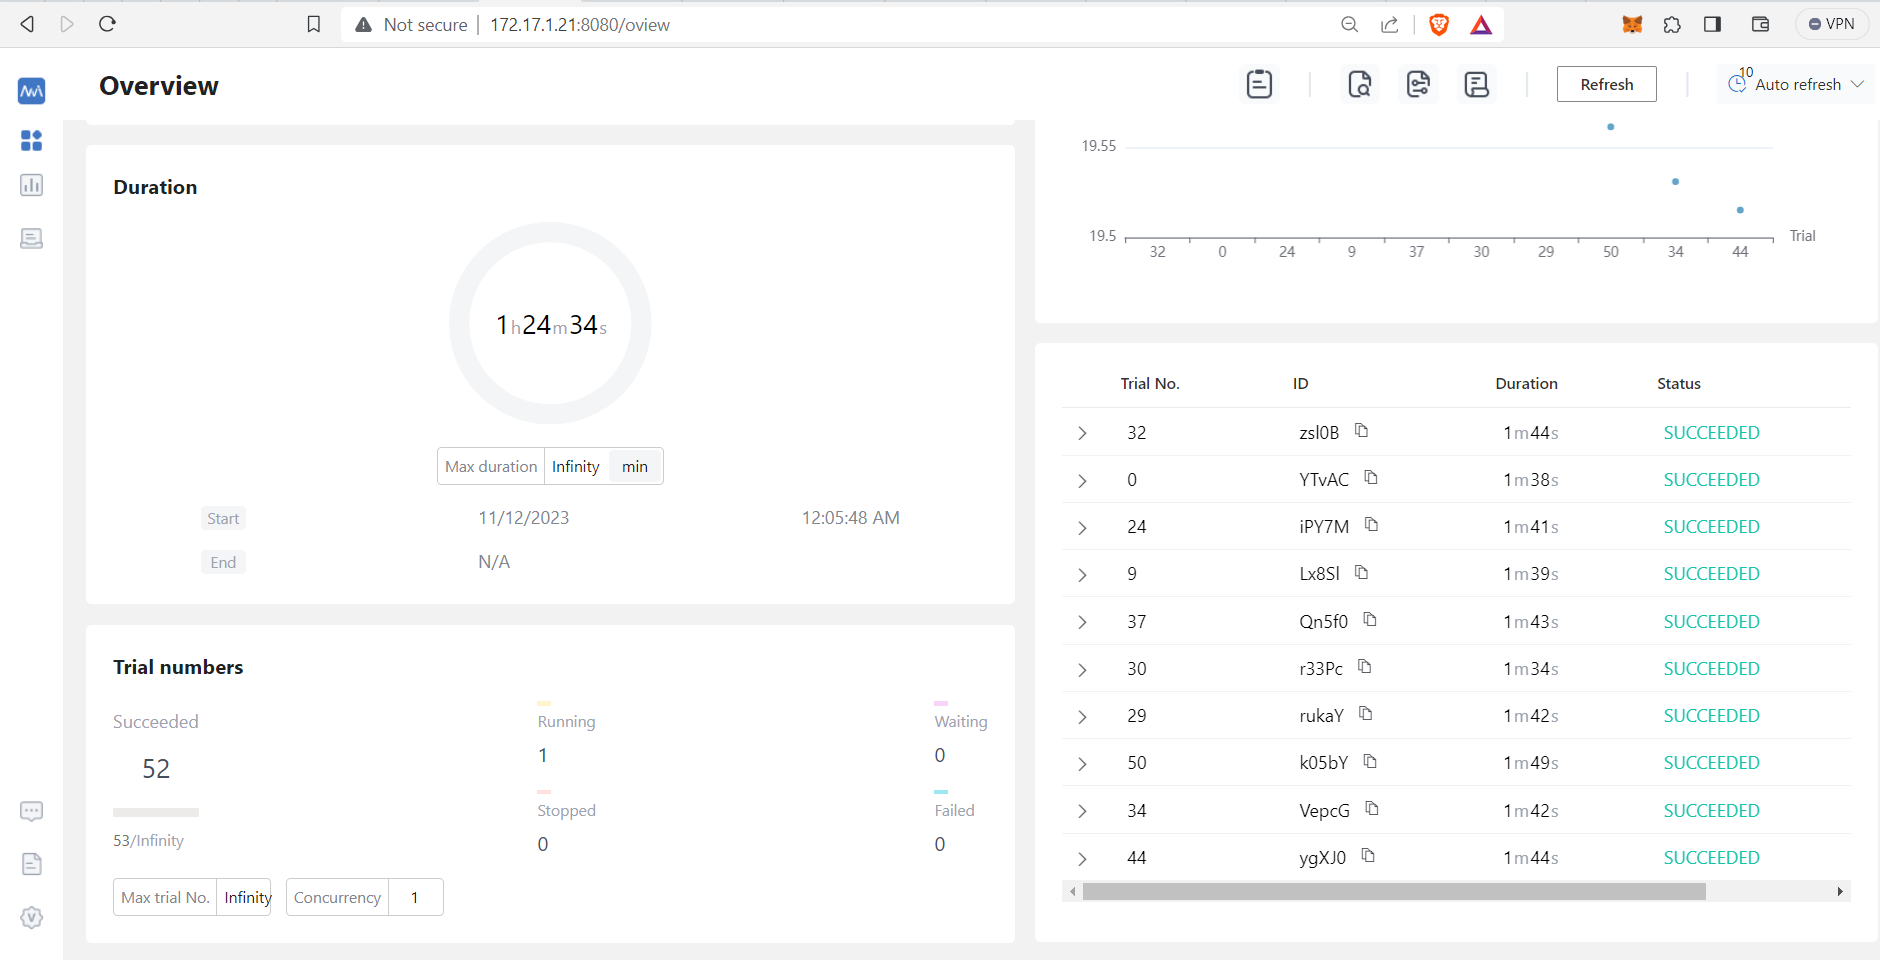 Not secure | 172.17.1.21:8080/oview
VPN
Overview
Refresh
10
Auto refresh
Duration
1h24m34s
Max duration Infinity min
Start 11/12/2023 12:05:48 AM
End N/A
Trial numbers
Succeeded
52
53/Infinity
Running
1
Waiting
0
Stopped
0
Failed
0
Max trial No. Infinity
Concurrency 1
19.55
19.5
Trial
32 0 24 9 37 30 29 50 34 44
Trial No. ID Duration Status
32 zsl0B 1m44s SUCCEEDED
0 YTvAC 1m38s SUCCEEDED
24 iPY7M 1m41s SUCCEEDED
9 Lx8Sl 1m39s SUCCEEDED
37 Qn5f0 1m43s SUCCEEDED
30 r33Pc 1m34s SUCCEEDED
29 rukaY 1m42s SUCCEEDED
50 k05bY 1m49s SUCCEEDED
34 VepcG 1m42s SUCCEEDED
44 ygXJ0 1m44s SUCCEEDED